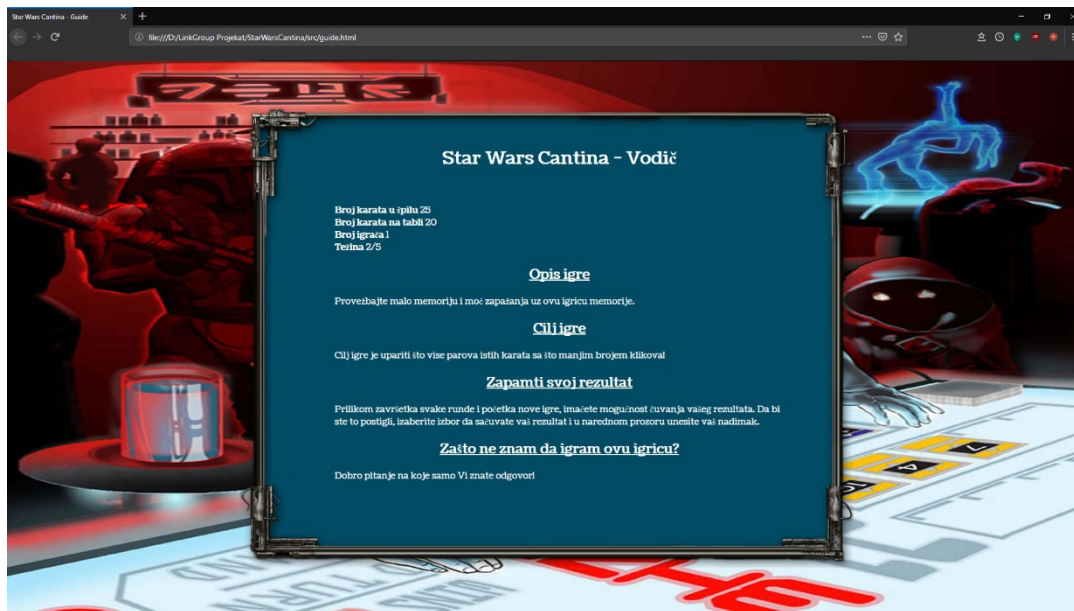 Star Wars Cantina - Guide
file:///D:/LinkGroup Projekat/StarWarsCantina/src/guide.html
Star Wars Cantina - Vodič
Broj karata u špilu 25
Broj karata na tabli 20
Broj igrača 1
Težina 2/5
Opis igre
Provežbajte malo memoriju i moć zapažanja uz ovu igricu memorije.
Cilj igre
Cilj igre je upariti što vise parova istih karata sa što manjim brojem klikova!
Zapamti svoj rezultat
Prilikom završetka svake runde i početka nove igre, imaćete mogućnost čuvanja vašeg rezultata. Da bi
ste to postigli, izaberite izbor da sačuvate vaš rezultat i u narednom prozoru unesite vaš nadimak.
Zašto ne znam da igram ovu igricu?
Dobro pitanje na koje samo Vi znate odgovor!
7
4
10